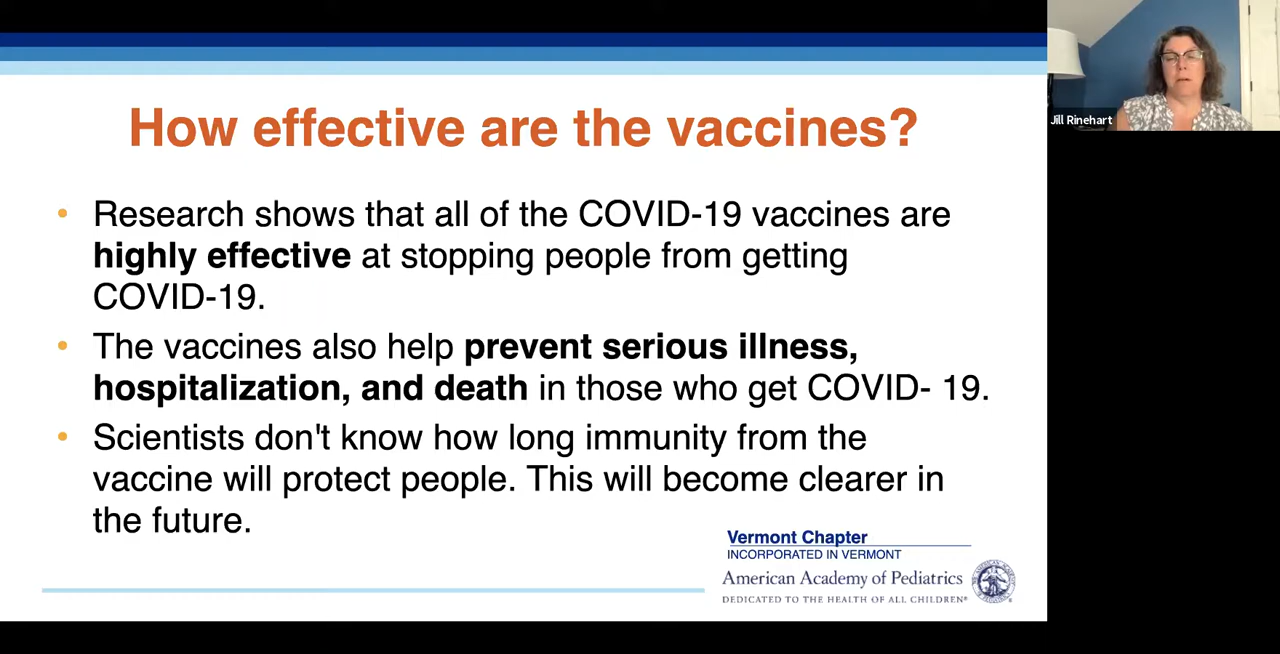 How effective are the vaccines?
Jill Rinehart
• Research shows that all of the COVID-19 vaccines are
highly effective at stopping people from getting
COVID-19.
• The vaccines also help prevent serious illness,
hospitalization, and death in those who get COVID- 19.
• Scientists don't know how long immunity from the
vaccine will protect people. This will become clearer in
the future.
Vermont Chapter
INCORPORATED IN VERMONT
American Academy of Pediatrics
DEDICATED TO THE HEALTH OF ALL CHILDREN®